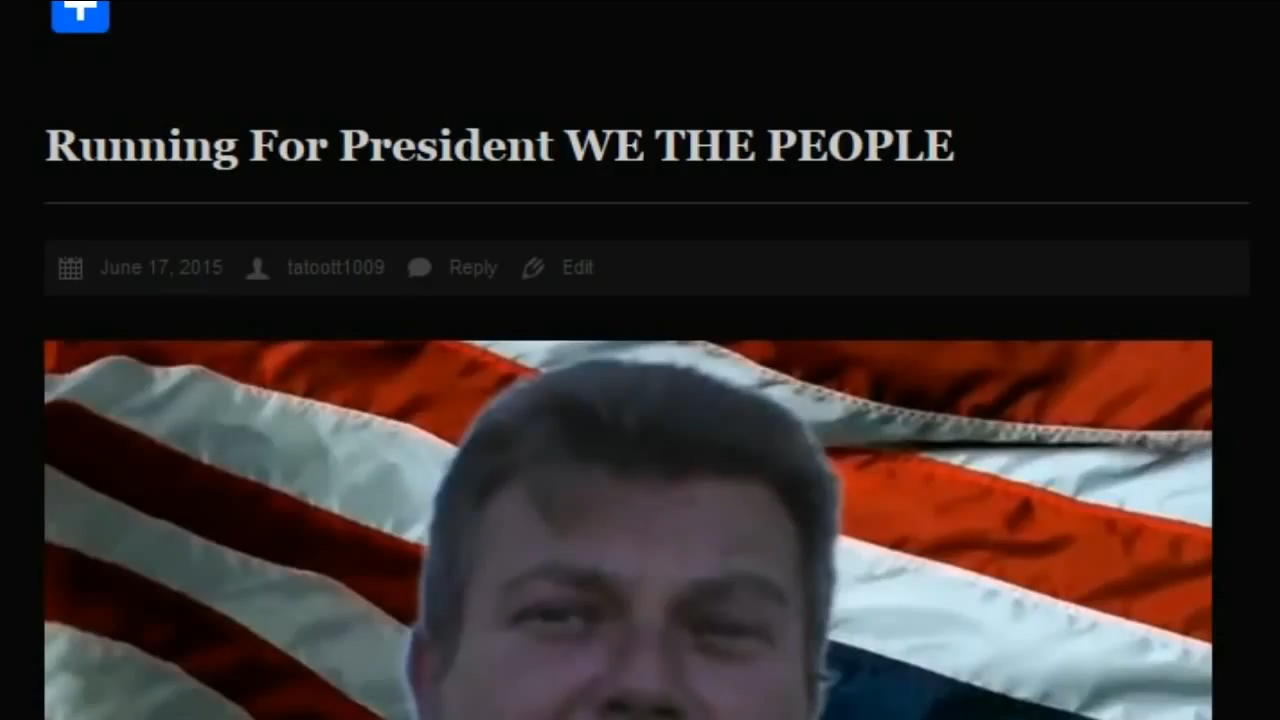 Running For President WE THE PEOPLE
June 17, 2015 tatoott1009 Reply Edit